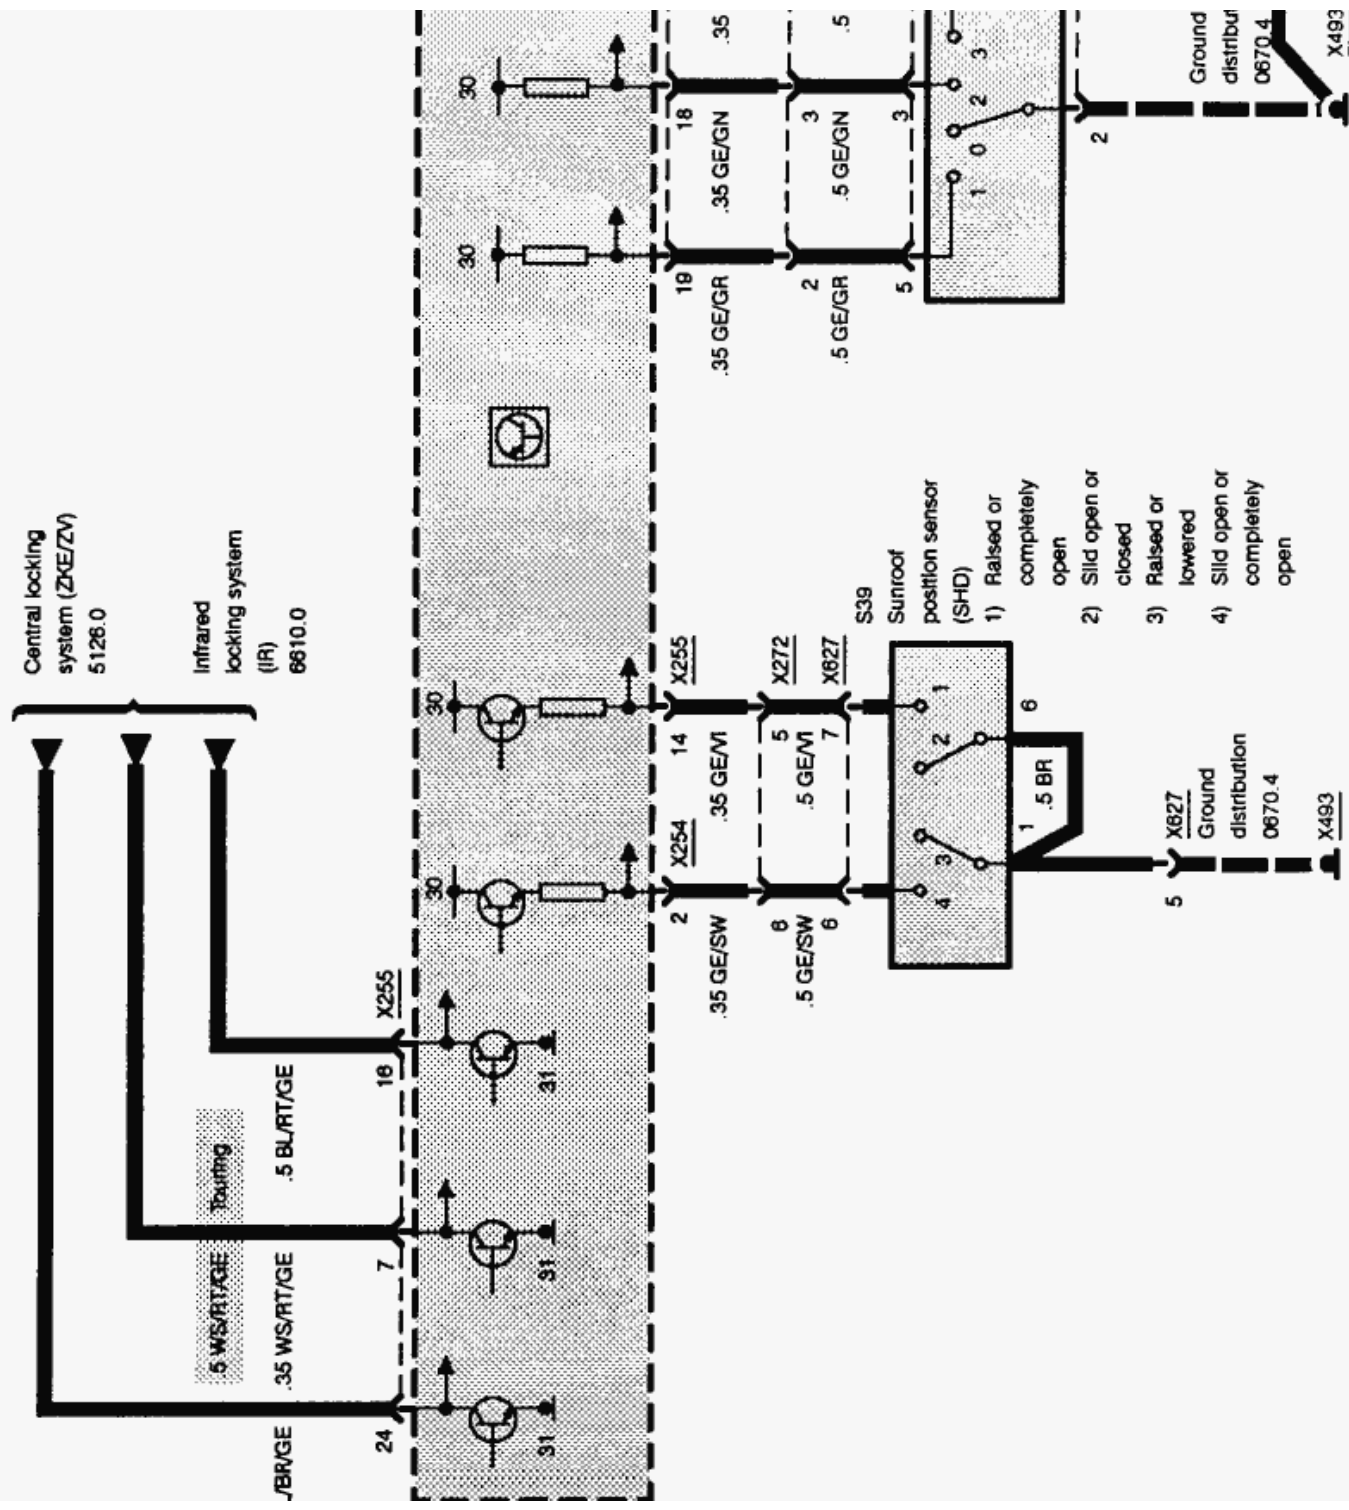 Central locking
system (ZKE/ZV)
5126.0
Infrared
locking system
(IR)
6610.0
.5 WS/RT/GE Touring
/BR/GE
.35 WS/RT/GE
.5 BL/RT/GE
24
7
16
X255
31
31
31
30
30
30
30
2
X254
14
X255
19
18
.35 GE/SW
.35 GE/VI
.35 GE/GR
.35 GE/GN
.35
6
5
X272
.5 GE/SW
.5 GE/VI
6
7
X627
2
3
.5 GE/GR
.5 GE/GN
.5
5
3
S39
Sunroof
position sensor
(SHD)
1) Raised or
completely
open
2) Slid open or
closed
3) Raised or
lowered
4) Slid open or
completely
open
4
3
2
1
1
6
.5 BR
5
X627
Ground
distribution
0670.4
X493
1
0
2
3
2
Ground
distribut
0670.4
X493